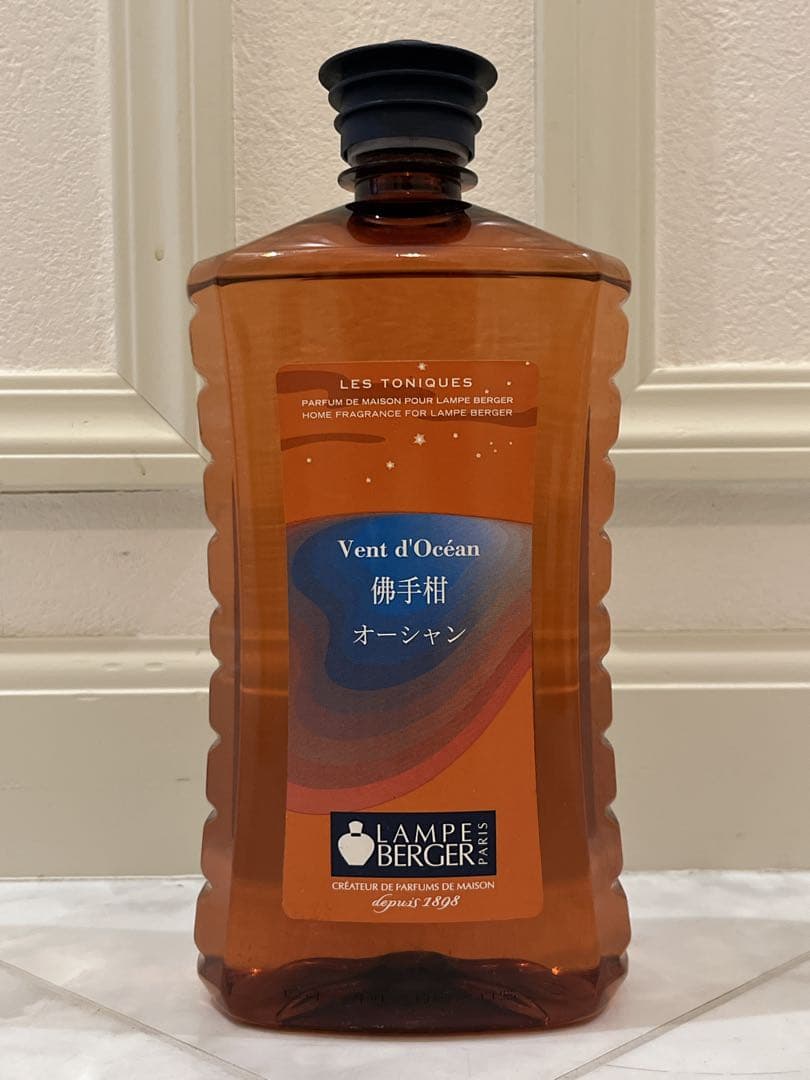 LES TONIQUES
PARFUM DE MAISON POUR LAMPE BERGER
HOME FRAGRANCE FOR LAMPE BERGER
Vent d'Océan
佛手柑
オーシャン
LAMPE
BERGER
PARIS
CRÉATEUR DE PARFUMS DE MAISON
depuis 1898